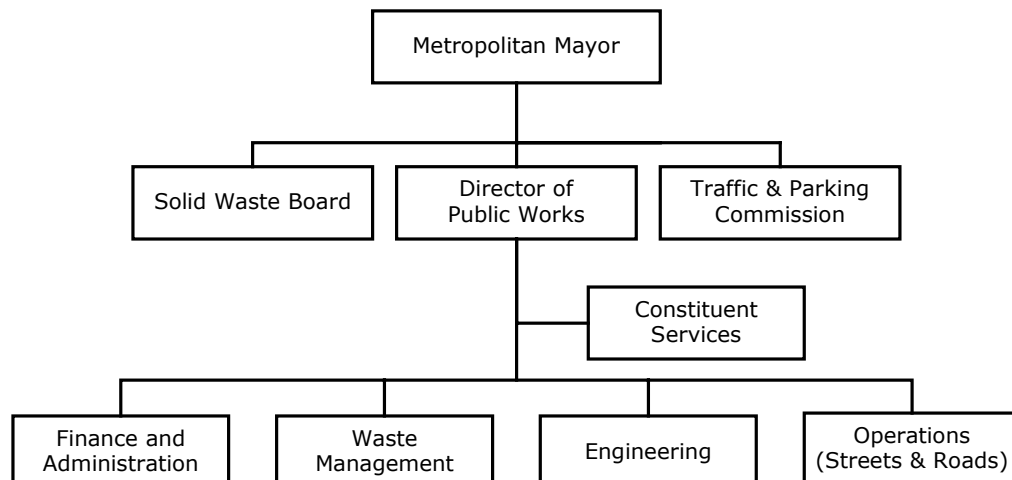 Metropolitan Mayor
Solid Waste Board
Director of
Public Works
Traffic & Parking
Commission
Constituent
Services
Finance and
Administration
Waste
Management
Engineering
Operations
(Streets & Roads)